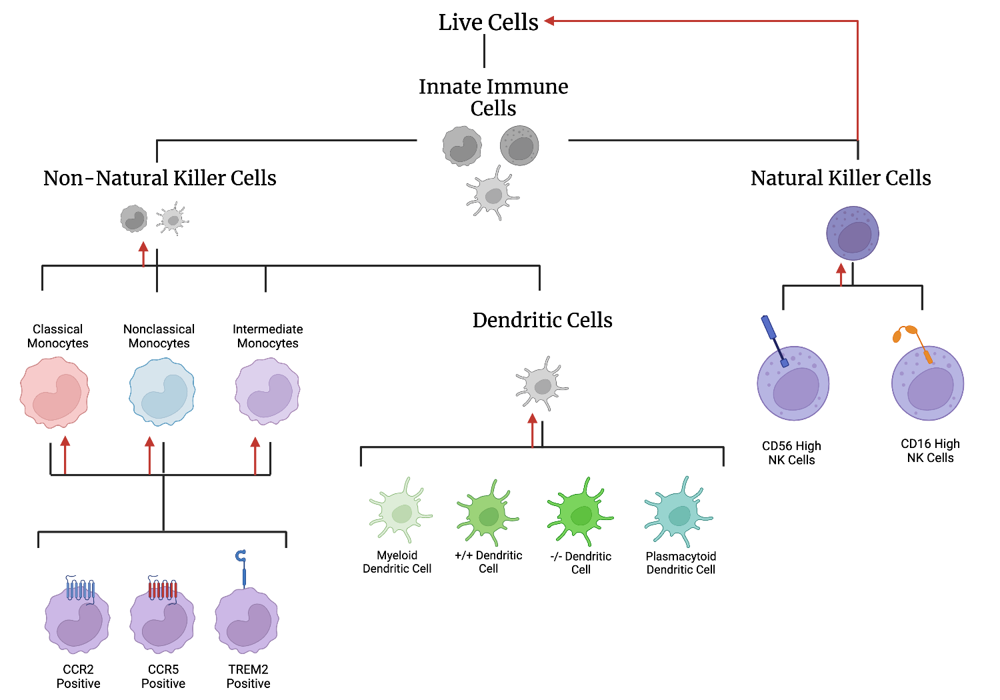 Live Cells
Innate Immune
Cells
Non-Natural Killer Cells
Natural Killer Cells
Classical
Monocytes
Nonclassical
Monocytes
Intermediate
Monocytes
Dendritic Cells
CD56 High
NK Cells
CD16 High
NK Cells
Myeloid
Dendritic Cell
+/+ Dendritic
Cell
-/- Dendritic
Cell
Plasmacytoid
Dendritic Cell
CCR2
Positive
CCR5
Positive
TREM2
Positive